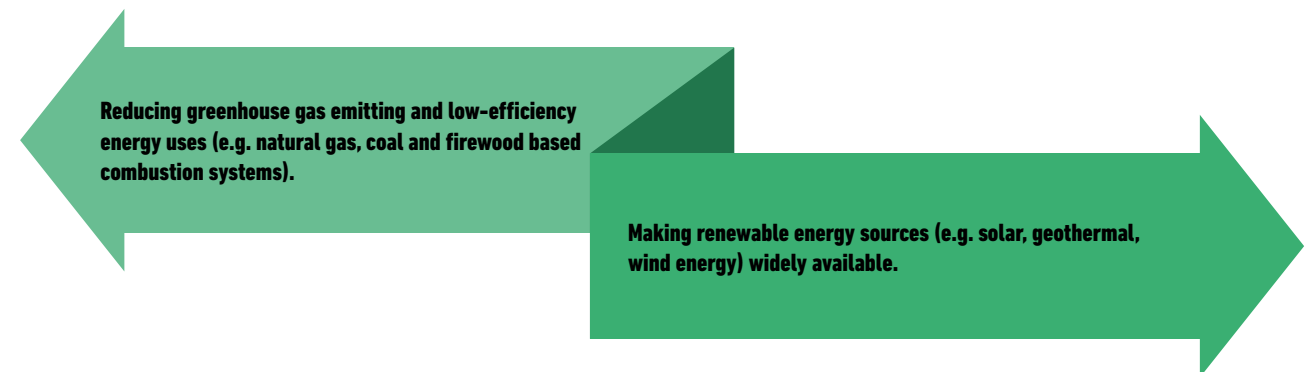 Reducing greenhouse gas emitting and low-efficiency
energy uses (e.g. natural gas, coal and firewood based
combustion systems).
Making renewable energy sources (e.g. solar, geothermal,
wind energy) widely available.